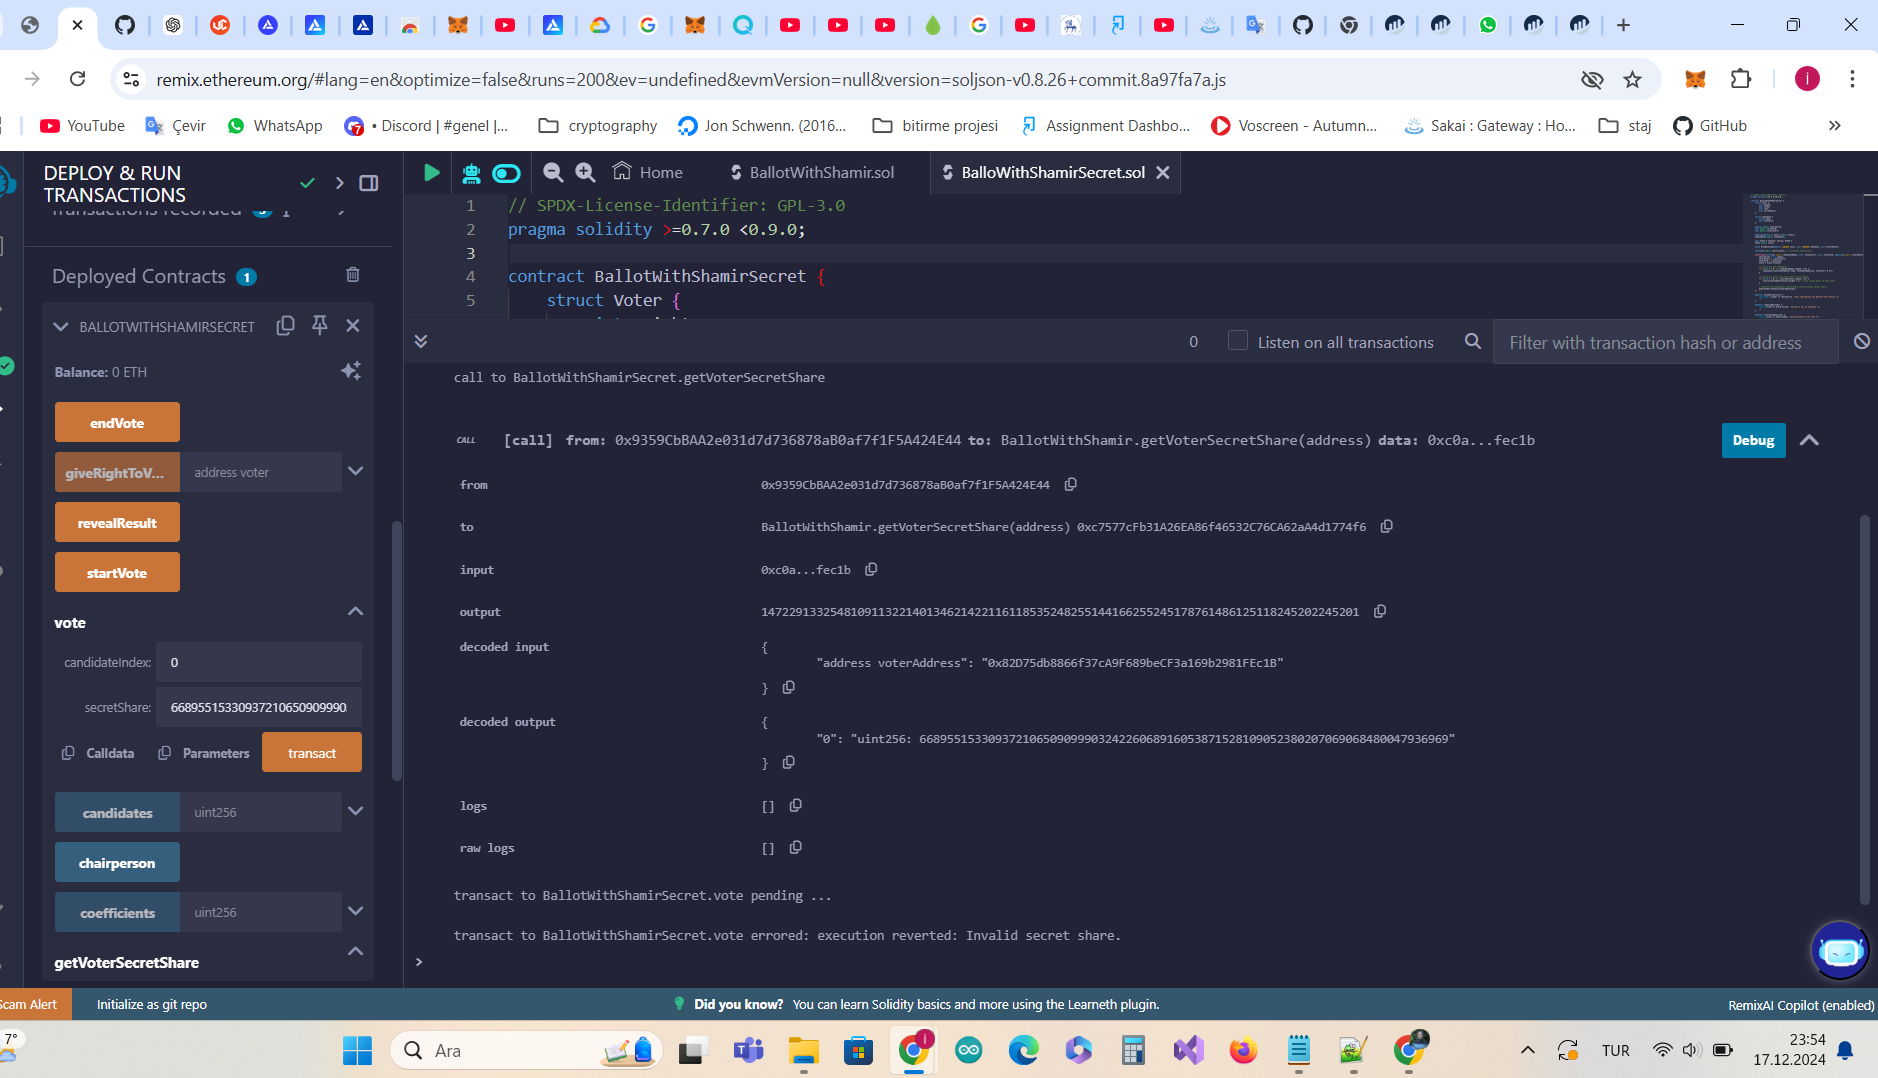 remix.ethereum.org/#lang=en&optimize=false&runs=200&ev=undefined&evmVersion=null&version=soljson-v0.8.26+commit.8a97fa7a.js
i
YouTube
Çevir
WhatsApp
• Discord | #genel |...
cryptography
Jon Schwenn. (2016...
bitirme projesi
Assignment Dashbo...
Voscreen - Autumn...
Sakai : Gateway : Ho...
staj
GitHub
DEPLOY & RUN
TRANSACTIONS
Transactions recorded
Deployed Contracts 1
BALLOTWITHSHAMIRSECRET
Balance: 0 ETH
endVote
giveRightToV... address voter
revealResult
startVote
vote
candidateIndex: 0
secretShare: 66895515330937210650909990
Calldata Parameters transact
candidates uint256
chairperson
coefficients uint256
getVoterSecretShare
Home
BallotWithShamir.sol
BalloWithShamirSecret.sol
1 // SPDX-License-Identifier: GPL-3.0
2 pragma solidity >=0.7.0 <0.9.0;
3
4 contract BallotWithShamirSecret {
5 struct Voter {
0 Listen on all transactions Filter with transaction hash or address
call to BallotWithShamirSecret.getVoterSecretShare
CALL [call] from: 0x9359CbBAA2e031d7d736878aB0af7f1F5A424E44 to: BallotWithShamir.getVoterSecretShare(address) data: 0xc0a...fec1b Debug
from 0x9359CbBAA2e031d7d736878aB0af7f1F5A424E44
to BallotWithShamir.getVoterSecretShare(address) 0xc7577cFb31A26EA86f46532C76CA62aA4d1774f6
input 0xc0a...fec1b
output 147229133254810911322140134621422116118535248255144166255245178761486125118245202245201
decoded input {
"address voterAddress": "0x82D75db8866f37cA9F689beCF3a169b2981FEc1B"
}
decoded output {
"0": "uint256: 66895515330937210650909990324226068916053871528109052380207069068480047936969"
}
logs []
raw logs []
transact to BallotWithShamirSecret.vote pending ...
transact to BallotWithShamirSecret.vote errored: execution reverted: Invalid secret share.
>
Scam Alert
Initialize as git repo
Did you know? You can learn Solidity basics and more using the Learneth plugin.
RemixAI Copilot (enabled)
7°
Ara
TUR
23:54
17.12.2024